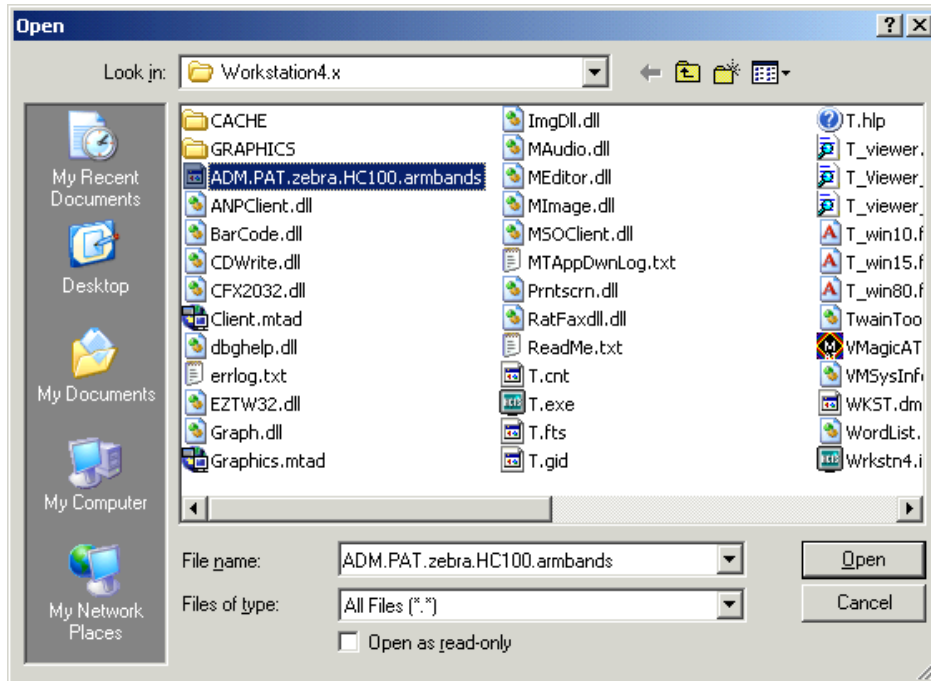 Open
Look in: Workstation4.x
My Recent
Documents
Desktop
My Documents
My Computer
My Network
Places
CACHE
GRAPHICS
ADM.PAT.zebra.HC100.armbands
ANPClient.dll
BarCode.dll
CDWrite.dll
CFX2032.dll
Client.mtad
dbghelp.dll
errlog.txt
EZTW32.dll
Graph.dll
Graphics.mtad
ImgDll.dll
MAudio.dll
MEditor.dll
MImage.dll
MSOClient.dll
MTAppDwnLog.txt
Prntscrn.dll
RatFaxdll.dll
ReadMe.txt
T.cnt
T.exe
T.fts
T.gid
T.hlp
T_viewer.
T_Viewer_
T_viewer_
T_win10.f
T_win15.f
T_win80.f
TwainToo
VMagicAT
VMSysInf
WKST.dm
WordList.
Wrkstn4.i
File name: ADM.PAT.zebra.HC100.armbands Open
Files of type: All Files (*.*) Cancel
Open as read-only